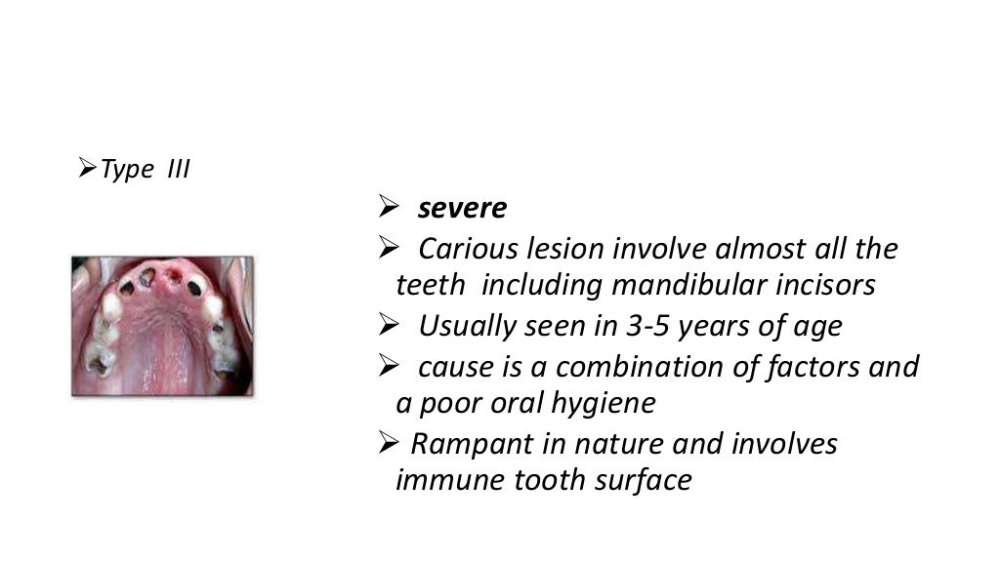 ➢Type III
➢ severe
➢ Carious lesion involve almost all the
teeth including mandibular incisors
➢ Usually seen in 3-5 years of age
➢ cause is a combination of factors and
a poor oral hygiene
➢ Rampant in nature and involves
immune tooth surface